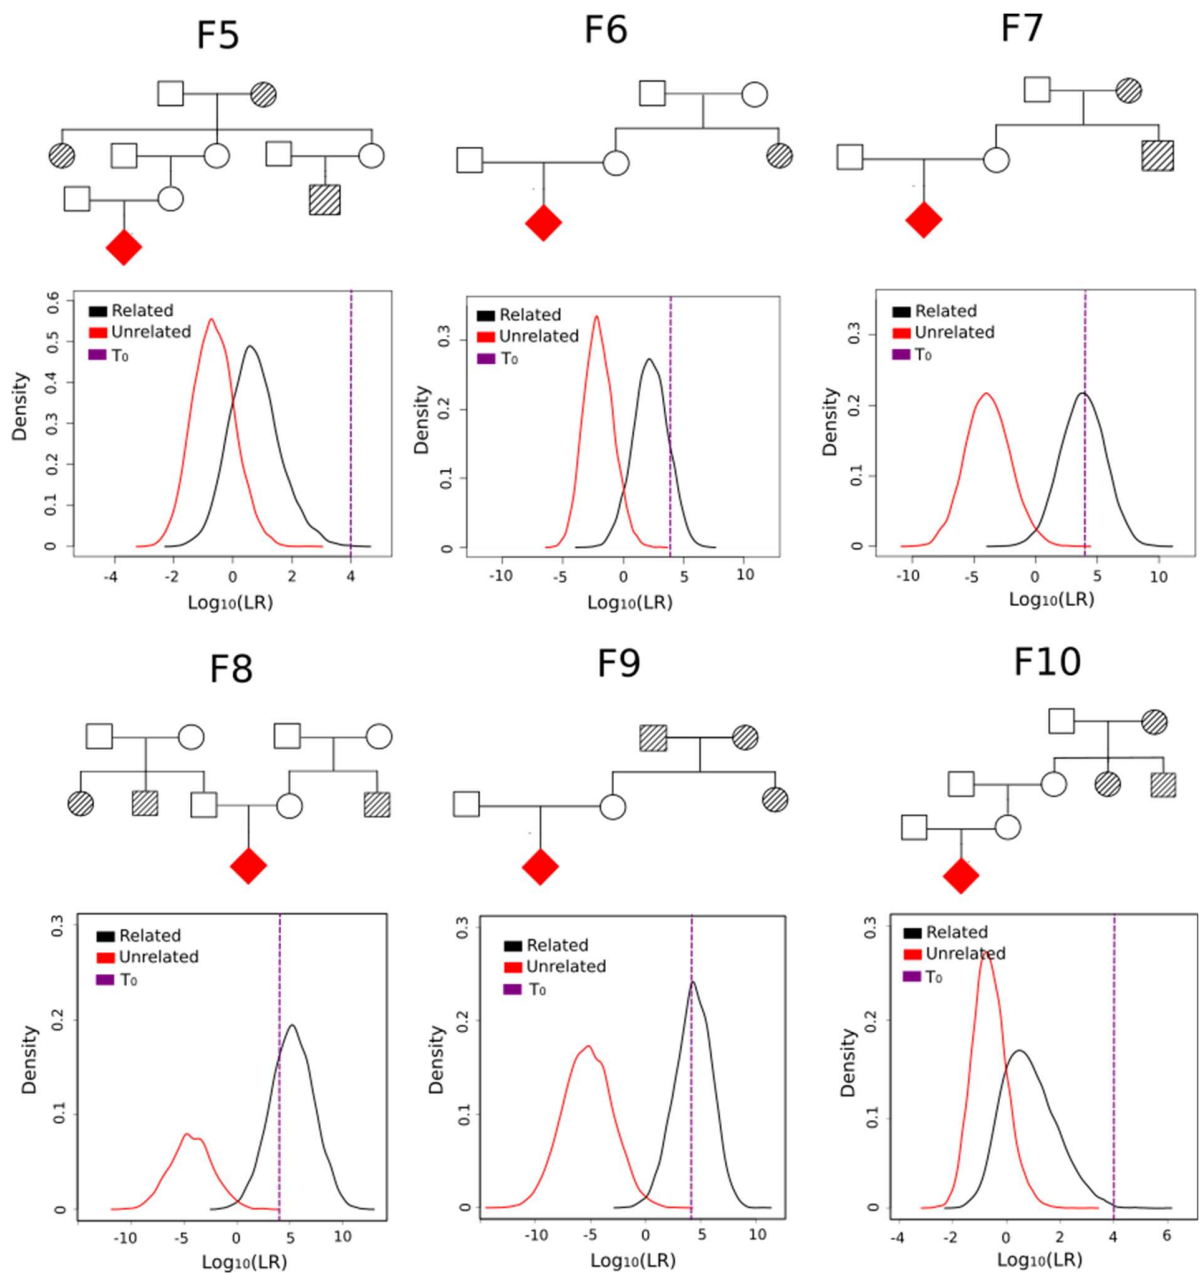 F5
F6
F7
0.6
0.5
0.4
0.3
0.2
0.1
0
Density
Related
Unrelated
T₀
-4
-2
0
2
4
Log₁₀(LR)
0.3
0.2
0.1
0
Density
Related
Unrelated
T₀
-10
-5
0
5
10
Log₁₀(LR)
0.3
0.2
0.1
0
Density
Related
Unrelated
T₀
-10
-5
0
5
10
Log₁₀(LR)
F8
F9
F10
0.3
0.2
0.1
0
Density
Related
Unrelated
T₀
-10
-5
0
5
10
Log₁₀(LR)
0.3
0.2
0.1
0
Density
Related
Unrelated
T₀
-10
-5
0
5
10
Log₁₀(LR)
0.3
0.2
0.1
0
Density
Related
Unrelated
T₀
-4
-2
0
2
4
6
Log₁₀(LR)